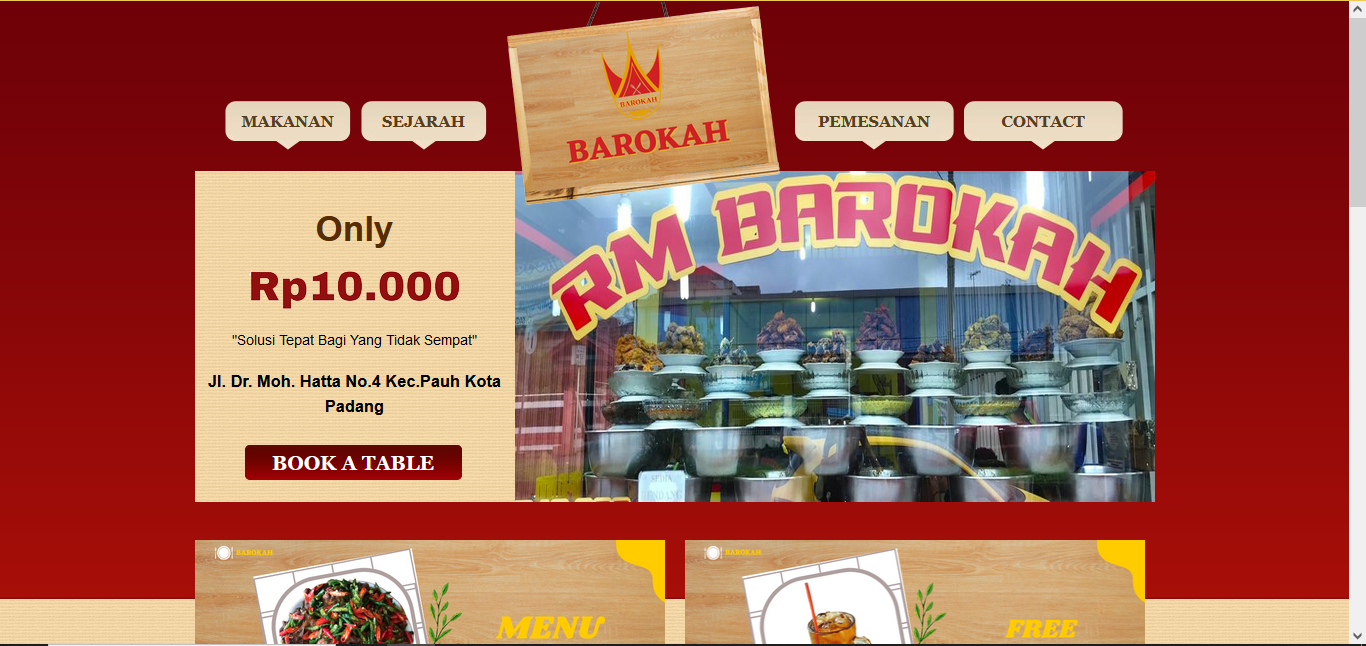 BAROKAH
BAROKAH
MAKANAN
SEJARAH
PEMESANAN
CONTACT
Only
Rp10.000
"Solusi Tepat Bagi Yang Tidak Sempat"
Jl. Dr. Moh. Hatta No.4 Kec.Pauh Kota
Padang
BOOK A TABLE
RM BAROKAH
BAROKAH
MENU
BAROKAH
FREE